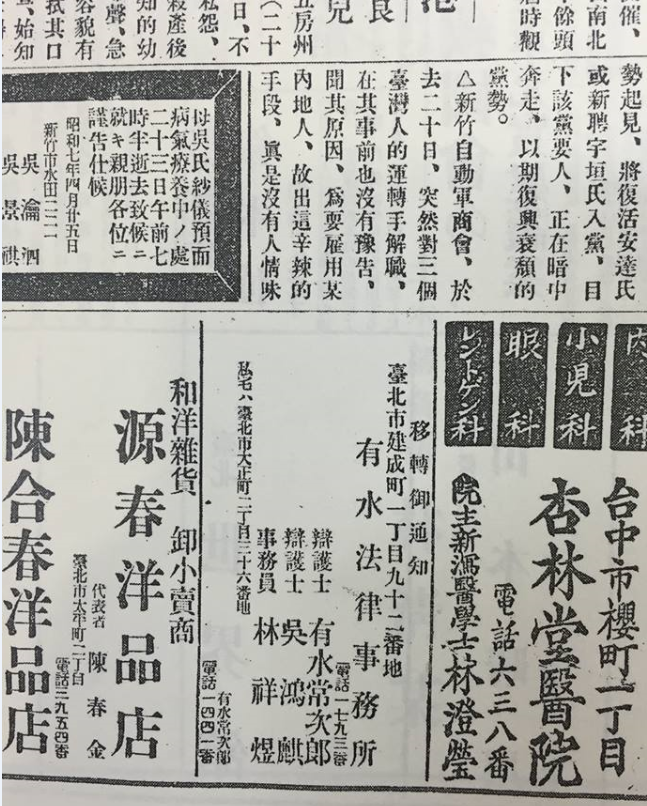 開催、
台南北
餘頭
居時觀
五房州
（二十
私怨、
日、不
穀產後
知的幼
聲、急
容貌有
拭其口
、始知
勢起見、將復活安達氏
或新聘宇垣氏入黨、目
下該黨要人、正在暗中
奔走、以期復興衰頹的
黨勢。
△新竹自動車商會、於
去二十日、突然對三個
臺灣人的運轉手解職、
在其事前也沒有豫告、
聞其原因、爲要雇用某
內地人、故出這辛辣的
手段、眞是沒有人情味
母吳氏紗儀預而
病氣療養中ノ處
二十三日午前七
時半逝去致候ニ
就キ親朋各位ニ
謹告仕候
昭和七年四月廿五日
新竹市水田二二一
吳瀹泗
吳景祺
內科
小兒科
眼科
レントゲン科
台中市櫻町一丁目
杏林堂醫院
電話六三八番
院主新潟醫學士林澄瑩
移轉御通知
臺北市建成町一丁目九十二番地
有水法律事務所
電話一七九三番
辯護士 有水常次郎
辯護士 吳鴻麒
事務員 林祥煜
私宅ハ臺北市大正町二丁目三十六番地
有水常次郎
電話一四四一番
和洋雜貨 卸小賣商
源春洋品店
代表者 陳春金
臺北市太平町二丁目
電話三九五四番
陳合春洋品店